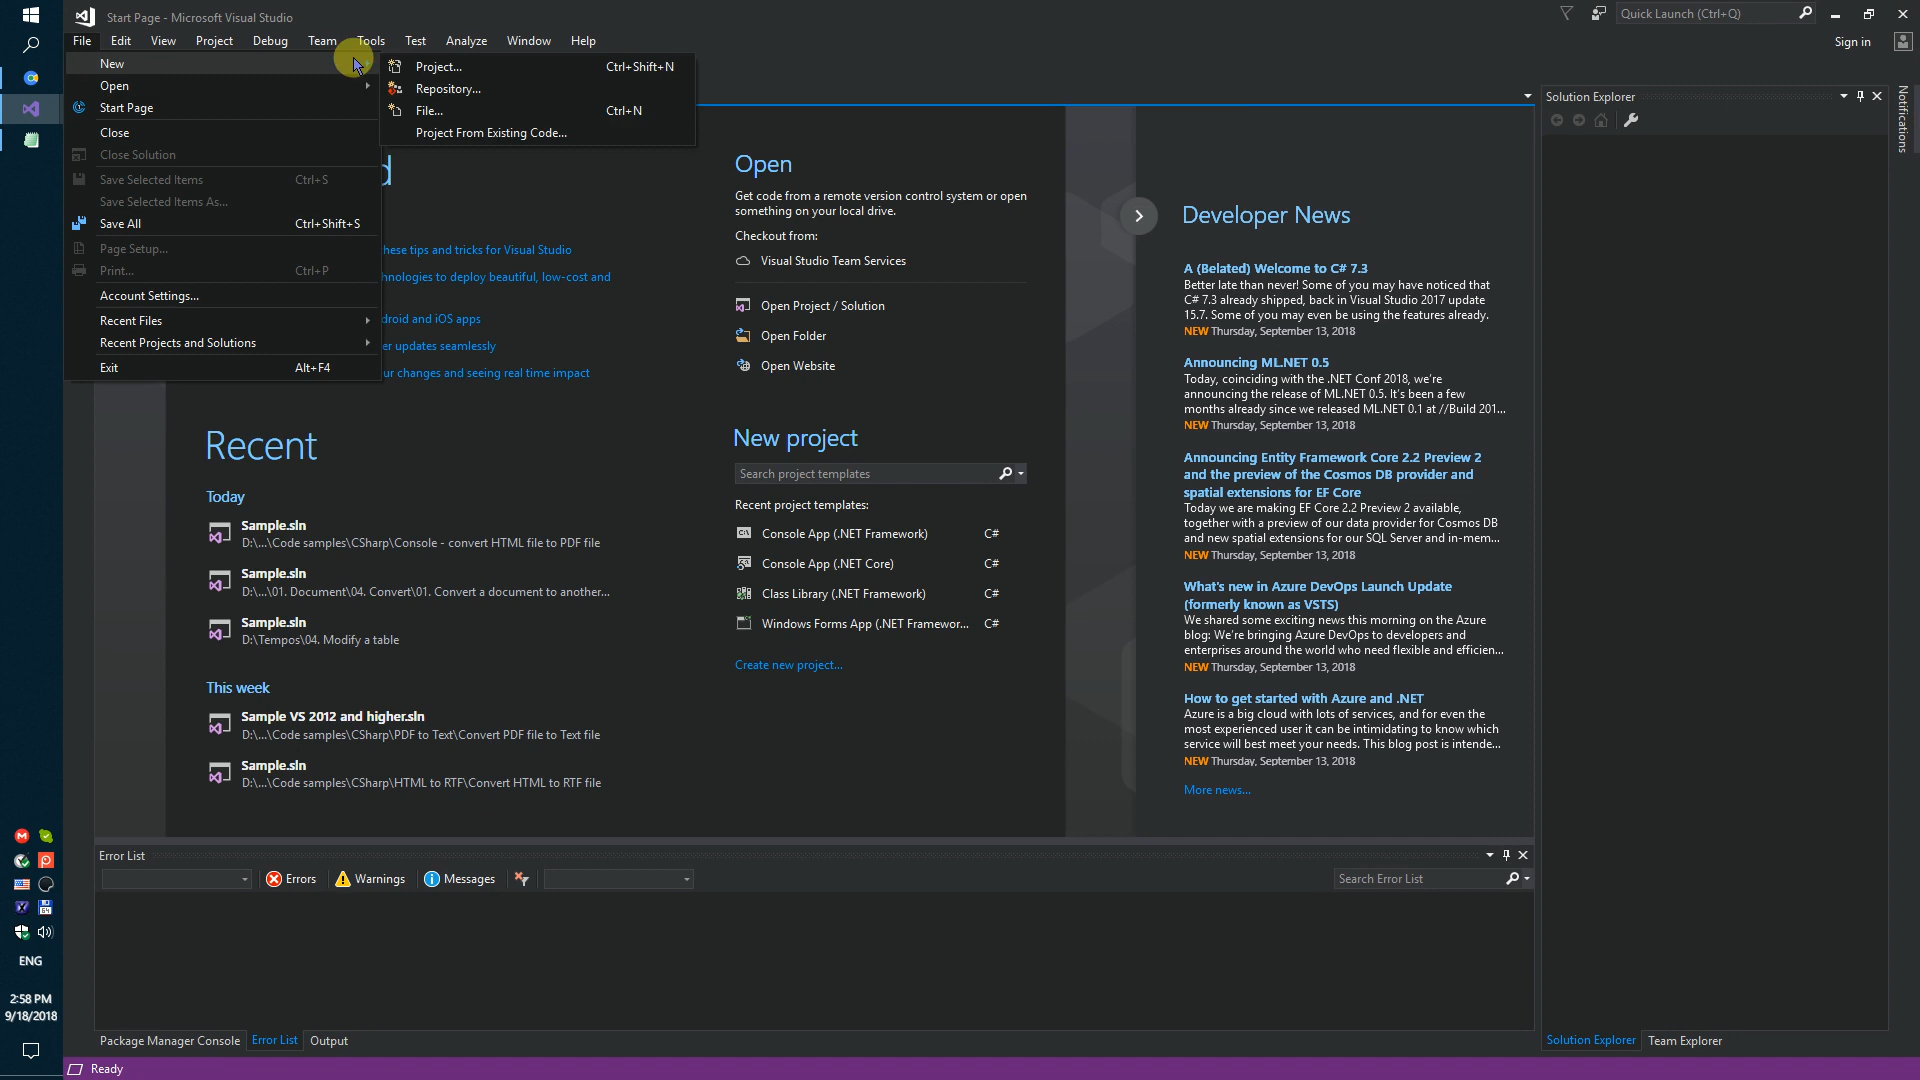 Start Page - Microsoft Visual Studio
Quick Launch (Ctrl+Q)
File Edit View Project Debug Team Tools Test Analyze Window Help
Sign in
New
Open
Start Page
Close
Close Solution
Save Selected Items Ctrl+S
Save Selected Items As...
Save All Ctrl+Shift+S
Page Setup...
Print... Ctrl+P
Account Settings...
Recent Files
Recent Projects and Solutions
Exit Alt+F4
Project... Ctrl+Shift+N
Repository...
File... Ctrl+N
Project From Existing Code...
d
hese tips and tricks for Visual Studio
hnologies to deploy beautiful, low-cost and
droid and iOS apps
er updates seamlessly
ur changes and seeing real time impact
Recent
Today
Sample.sln
D:\...\Code samples\CSharp\Console - convert HTML file to PDF file
Sample.sln
D:\...\01. Document\04. Convert\01. Convert a document to another...
Sample.sln
D:\Tempos\04. Modify a table
This week
Sample VS 2012 and higher.sln
D:\...\Code samples\CSharp\PDF to Text\Convert PDF file to Text file
Sample.sln
D:\...\Code samples\CSharp\HTML to RTF\Convert HTML to RTF file
Open
Get code from a remote version control system or open
something on your local drive.
Checkout from:
Visual Studio Team Services
Open Project / Solution
Open Folder
Open Website
New project
Search project templates
Recent project templates:
Console App (.NET Framework) C#
Console App (.NET Core) C#
Class Library (.NET Framework) C#
Windows Forms App (.NET Framewor... C#
Create new project...
Developer News
A (Belated) Welcome to C# 7.3
Better late than never! Some of you may have noticed that
C# 7.3 already shipped, back in Visual Studio 2017 update
15.7. Some of you may even be using the features already.
NEW Thursday, September 13, 2018
Announcing ML.NET 0.5
Today, coinciding with the .NET Conf 2018, we're
announcing the release of ML.NET 0.5. It's been a few
months already since we released ML.NET 0.1 at //Build 201...
NEW Thursday, September 13, 2018
Announcing Entity Framework Core 2.2 Preview 2
and the preview of the Cosmos DB provider and
spatial extensions for EF Core
Today we are making EF Core 2.2 Preview 2 available,
together with a preview of our data provider for Cosmos DB
and new spatial extensions for our SQL Server and in-mem...
NEW Thursday, September 13, 2018
What's new in Azure DevOps Launch Update
(formerly known as VSTS)
We shared some exciting news this morning on the Azure
blog: We're bringing Azure DevOps to developers and
enterprises around the world who need flexible and efficien...
NEW Thursday, September 13, 2018
How to get started with Azure and .NET
Azure is a big cloud with lots of services, and for even the
most experienced user it can be intimidating to know which
service will best meet your needs. This blog post is intende...
NEW Thursday, September 13, 2018
More news...
Solution Explorer
Notifications
Error List
Errors Warnings Messages
Search Error List
Package Manager Console Error List Output
Solution Explorer Team Explorer
ENG
2:58 PM
9/18/2018
Ready